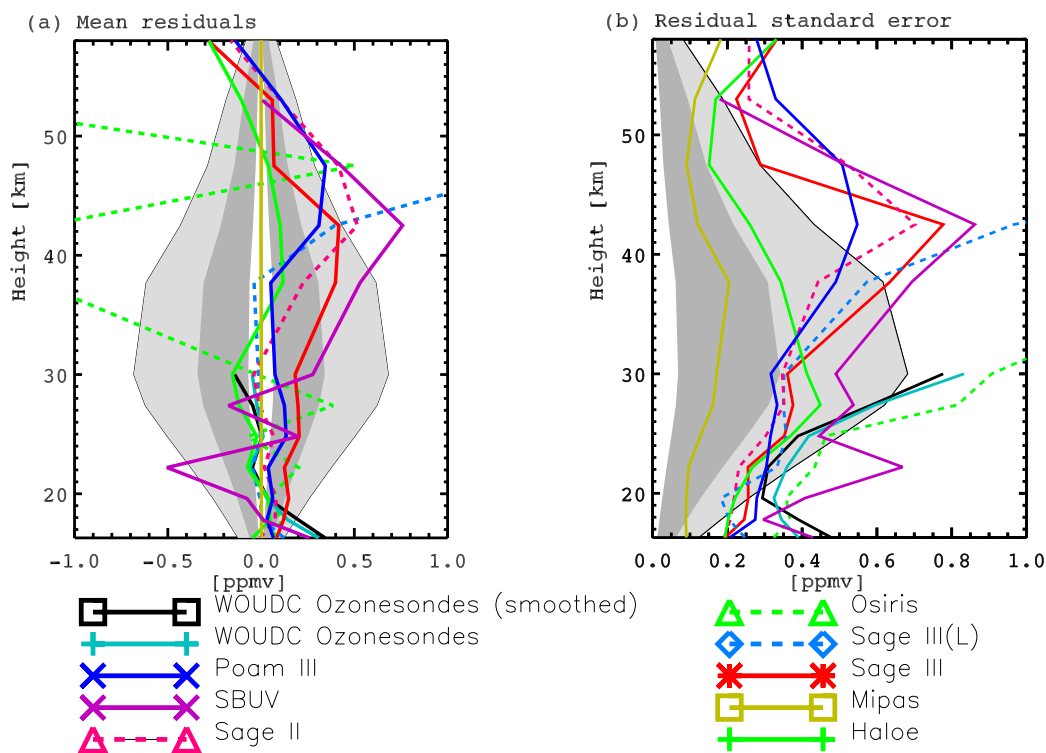 (a) Mean residuals
(b) Residual standard error
Height [km]
50
40
30
20
-1.0 -0.5 0.0 0.5 1.0
[ppmv]
Height [km]
50
40
30
20
0.0 0.2 0.4 0.6 0.8 1.0
[ppmv]
WOUDC Ozonesondes (smoothed)
WOUDC Ozonesondes
Poam III
SBUV
Sage II
Osiris
Sage III(L)
Sage III
Mipas
Haloe